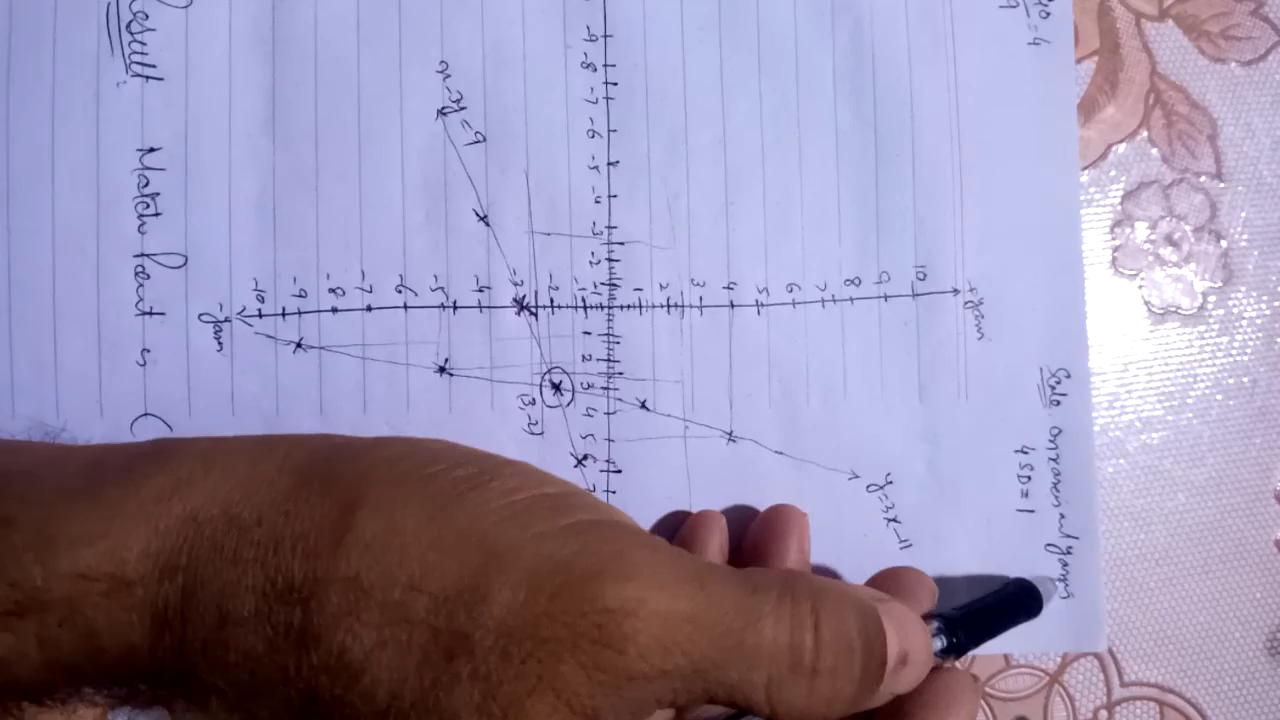 =4
Scale on x axis and y axis
4 SD = 1
+y axis
10
9
8
7
6
5
4
3
2
1
y=3x-11
-9 -8 -7 -6 -5 -4 -3 -2 -1 1 2 3 4 5 6 7
-1
-2
-3
-4
-5
-6
-7
-8
-9
-10
(3,-2)
x-3y=9
-y axis
Result: Match Point is (